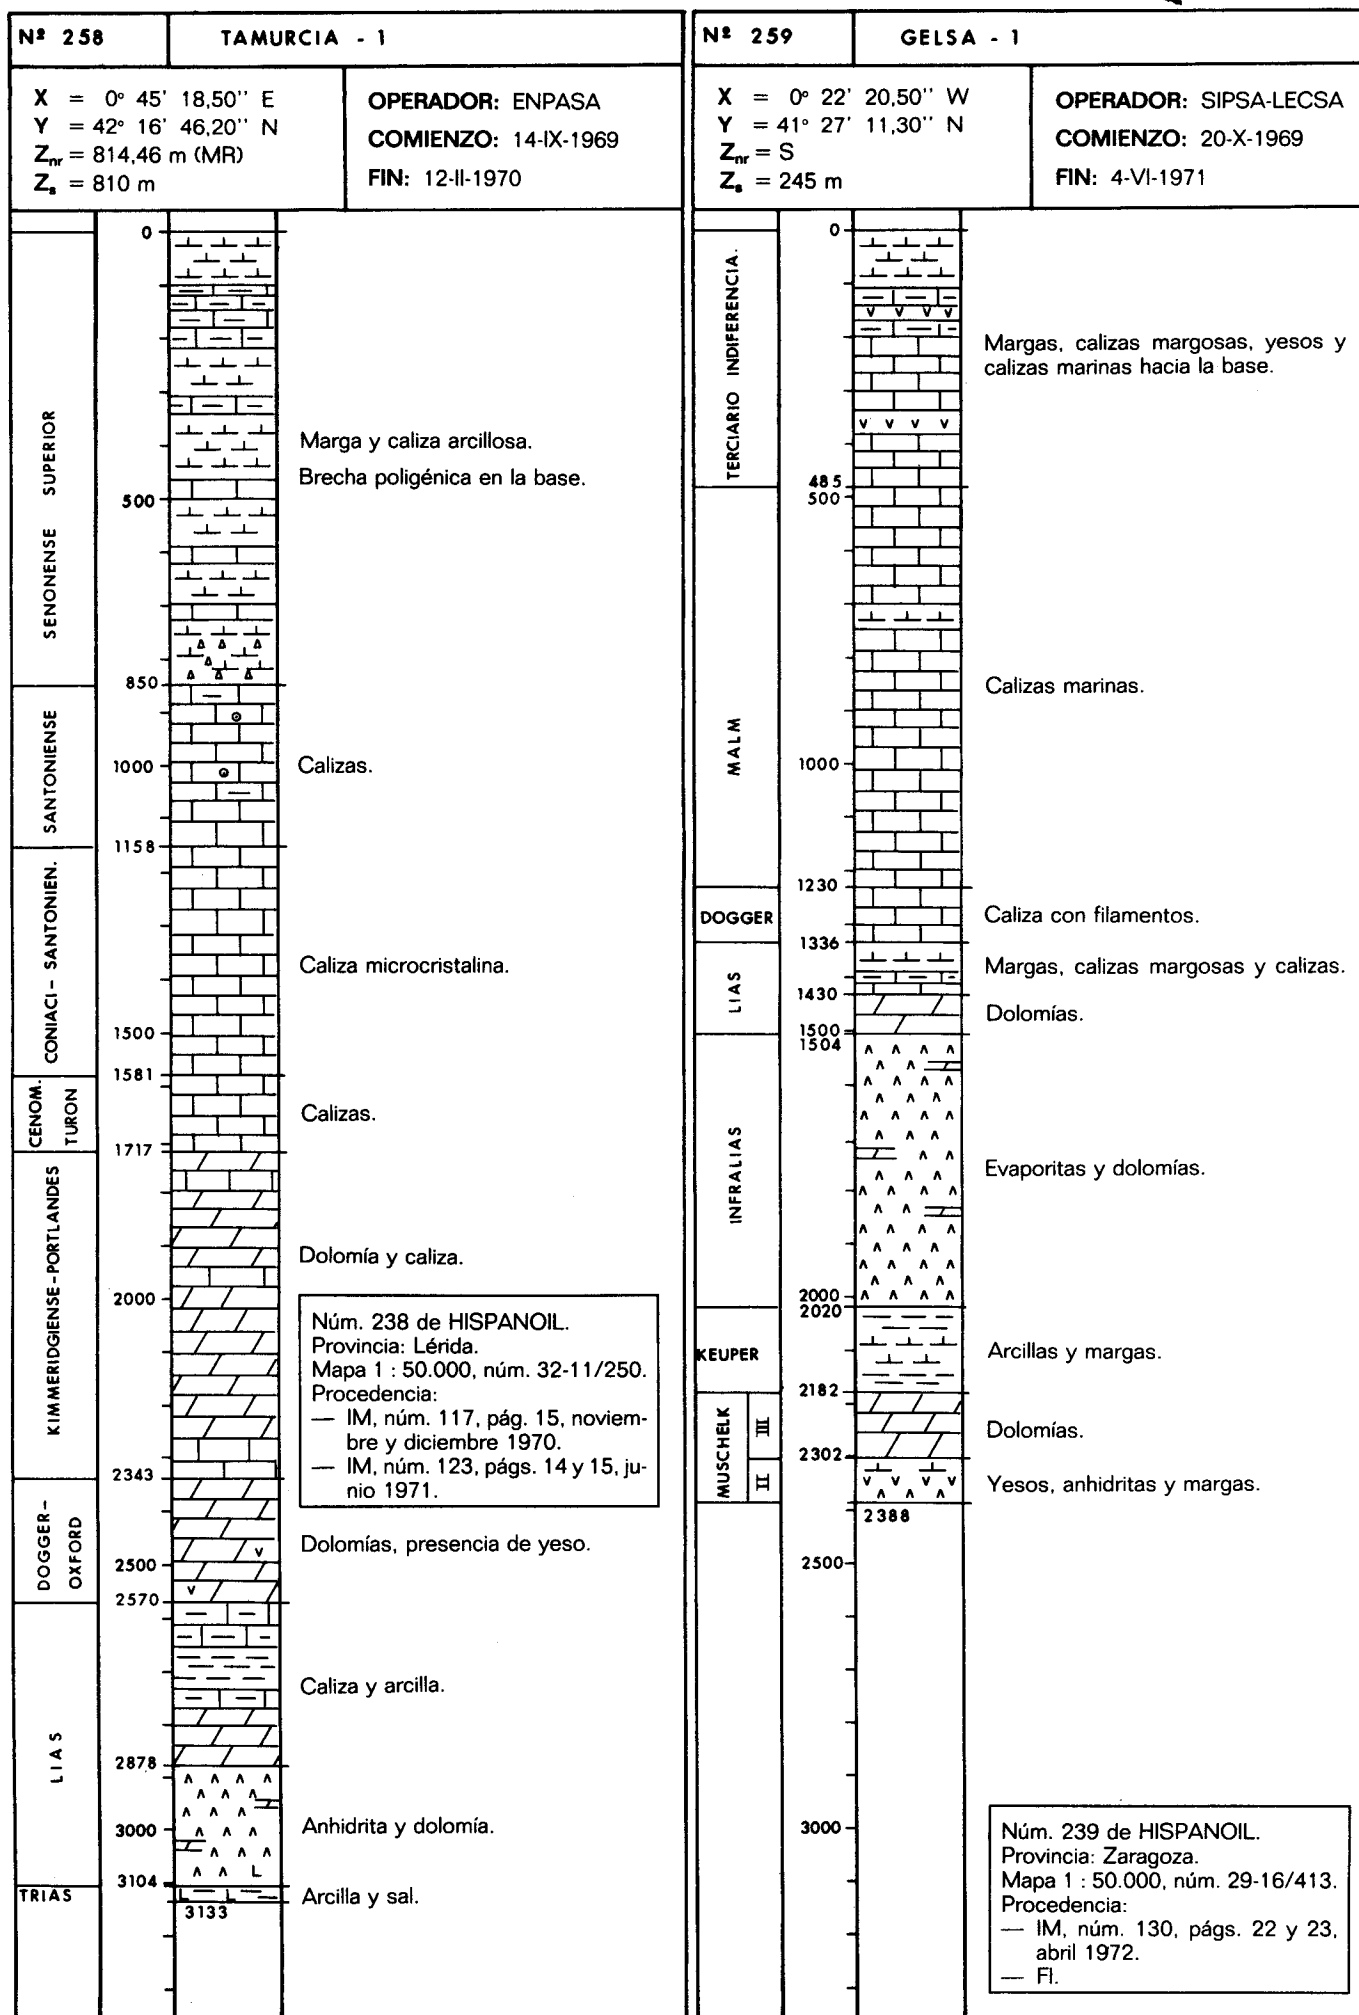 Nº 258 TAMURCIA - 1
X = 0° 45' 18,50'' E
Y = 42° 16' 46,20'' N
Znr = 814,46 m (MR)
Zs = 810 m
OPERADOR: ENPASA
COMIENZO: 14-IX-1969
FIN: 12-II-1970
0
SENONENSE SUPERIOR
Marga y caliza arcillosa.
Brecha poligénica en la base.
500
850
SANTONIENSE
1000
Calizas.
1158
CONIACI - SANTONIEN.
Caliza microcristalina.
1500
1581
CENOM.
TURON
Calizas.
1717
KIMMERIDGIENSE-PORTLANDES
Dolomía y caliza.
2000
Núm. 238 de HISPANOIL.
Provincia: Lérida.
Mapa 1 : 50.000, núm. 32-11/250.
Procedencia:
— IM, núm. 117, pág. 15, noviem-
bre y diciembre 1970.
— IM, núm. 123, págs. 14 y 15, ju-
nio 1971.
2343
DOGGER-
OXFORD
Dolomías, presencia de yeso.
2500
2570
LIAS
Caliza y arcilla.
2878
Anhidrita y dolomía.
3000
3104
TRIAS
Arcilla y sal.
3133
Nº 259 GELSA - 1
X = 0° 22' 20,50'' W
Y = 41° 27' 11,30'' N
Znr = S
Zs = 245 m
OPERADOR: SIPSA-LECSA
COMIENZO: 20-X-1969
FIN: 4-VI-1971
0
TERCIARIO INDIFERENCIA.
Margas, calizas margosas, yesos y
calizas marinas hacia la base.
485
500
MALM
Calizas marinas.
1000
1230
DOGGER
Caliza con filamentos.
1336
LIAS
Margas, calizas margosas y calizas.
1430
Dolomías.
1500
1504
INFRALIAS
Evaporitas y dolomías.
2000
2020
KEUPER
Arcillas y margas.
2182
MUSCHELK
III
Dolomías.
2302
II
Yesos, anhidritas y margas.
2388
2500
3000
Núm. 239 de HISPANOIL.
Provincia: Zaragoza.
Mapa 1 : 50.000, núm. 29-16/413.
Procedencia:
— IM, núm. 130, págs. 22 y 23,
abril 1972.
— FI.